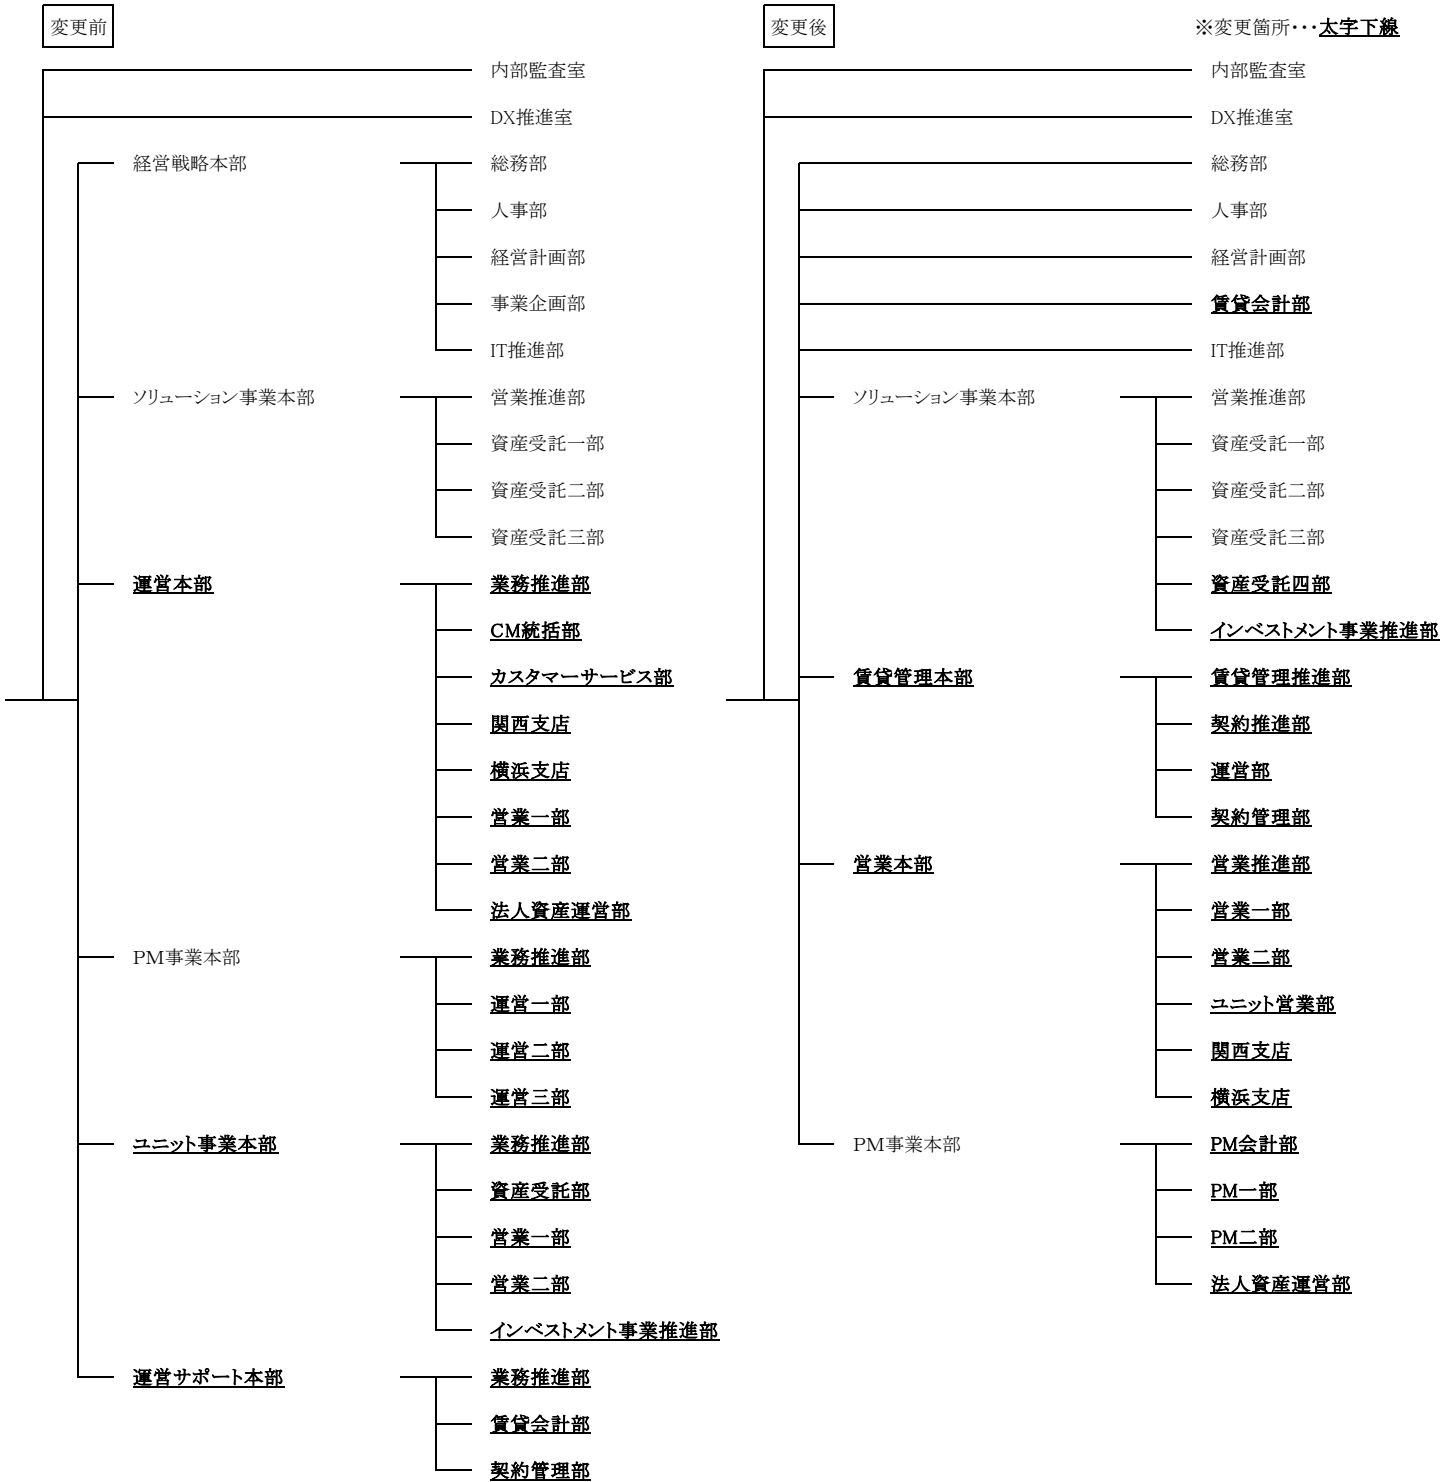 変更前
内部監査室
DX推進室
経営戦略本部
総務部
人事部
経営計画部
事業企画部
IT推進部
ソリューション事業本部
営業推進部
資産受託一部
資産受託二部
資産受託三部
運営本部
業務推進部
CM統括部
カスタマーサービス部
関西支店
横浜支店
営業一部
営業二部
法人資産運営部
PM事業本部
業務推進部
運営一部
運営二部
運営三部
ユニット事業本部
業務推進部
資産受託部
営業一部
営業二部
インベストメント事業推進部
運営サポート本部
業務推進部
賃貸会計部
契約管理部
変更後
※変更箇所・・・太字下線
内部監査室
DX推進室
総務部
人事部
経営計画部
賃貸会計部
IT推進部
ソリューション事業本部
営業推進部
資産受託一部
資産受託二部
資産受託三部
資産受託四部
インベストメント事業推進部
賃貸管理本部
賃貸管理推進部
契約推進部
運営部
契約管理部
営業本部
営業推進部
営業一部
営業二部
ユニット営業部
関西支店
横浜支店
PM事業本部
PM会計部
PM一部
PM二部
法人資産運営部